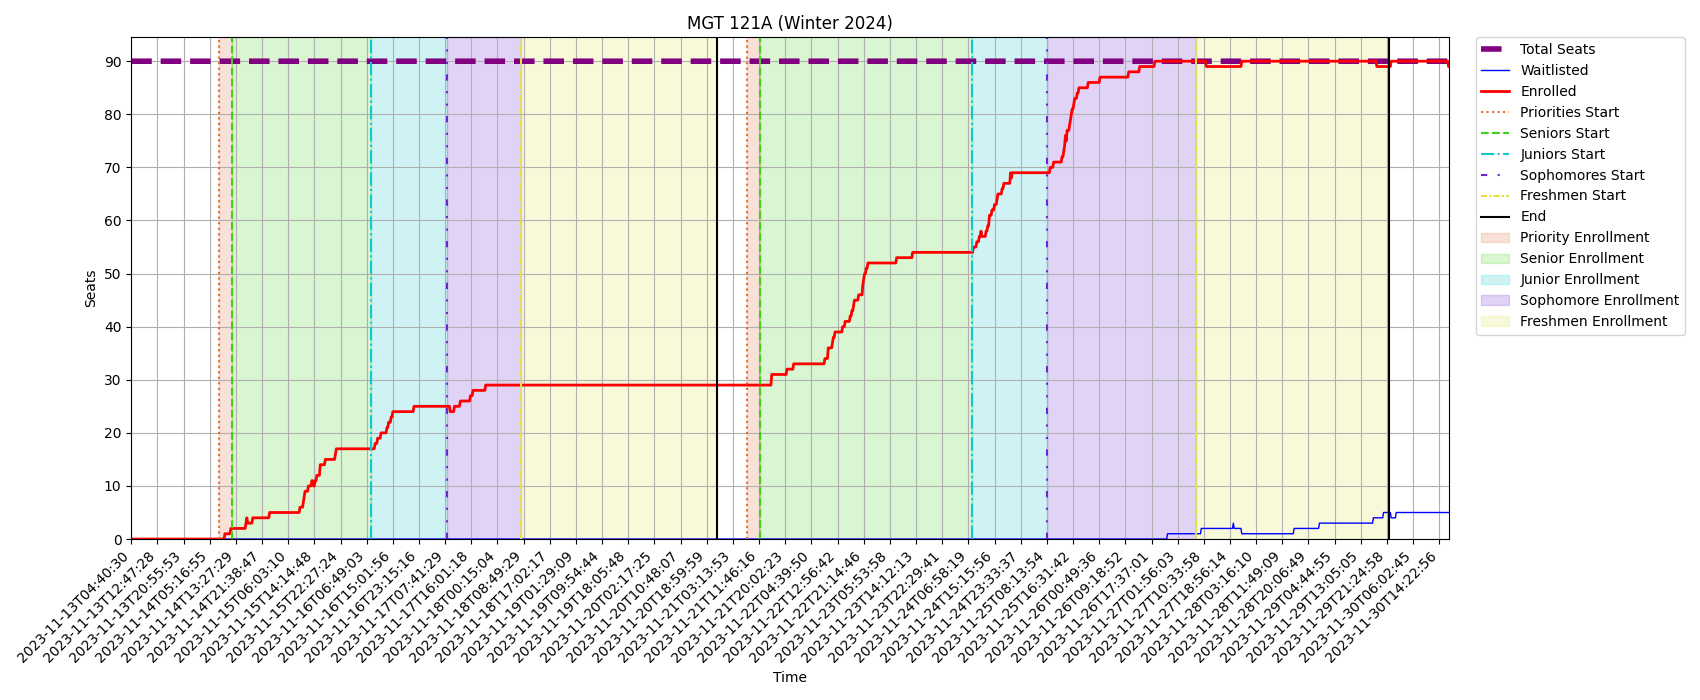 MGT 121A (Winter 2024)
Seats
90
80
70
60
50
40
30
20
10
0
2023-11-13T04:40:30
2023-11-13T12:47:28
2023-11-13T20:55:53
2023-11-14T05:16:55
2023-11-14T13:27:29
2023-11-14T21:38:47
2023-11-15T06:03:10
2023-11-15T14:14:48
2023-11-15T22:27:24
2023-11-16T06:49:03
2023-11-16T15:01:56
2023-11-16T23:15:16
2023-11-17T07:41:29
2023-11-17T16:01:18
2023-11-18T00:15:04
2023-11-18T08:49:29
2023-11-18T17:02:17
2023-11-19T01:29:09
2023-11-19T09:54:44
2023-11-19T18:05:48
2023-11-20T02:17:25
2023-11-20T10:48:07
2023-11-20T18:59:59
2023-11-21T03:13:53
2023-11-21T11:46:16
2023-11-21T20:02:23
2023-11-22T04:39:50
2023-11-22T12:56:42
2023-11-22T21:14:46
2023-11-23T05:53:58
2023-11-23T14:12:13
2023-11-23T22:29:41
2023-11-24T06:58:19
2023-11-24T15:15:56
2023-11-24T23:33:37
2023-11-25T08:13:54
2023-11-25T16:31:42
2023-11-26T00:49:36
2023-11-26T09:18:52
2023-11-26T17:37:01
2023-11-27T01:56:03
2023-11-27T10:33:58
2023-11-27T18:56:14
2023-11-28T03:16:10
2023-11-28T11:49:09
2023-11-28T20:06:49
2023-11-29T04:44:55
2023-11-29T13:05:05
2023-11-29T21:24:58
2023-11-30T06:02:45
2023-11-30T14:22:56
Time
Total Seats
Waitlisted
Enrolled
Priorities Start
Seniors Start
Juniors Start
Sophomores Start
Freshmen Start
End
Priority Enrollment
Senior Enrollment
Junior Enrollment
Sophomore Enrollment
Freshmen Enrollment